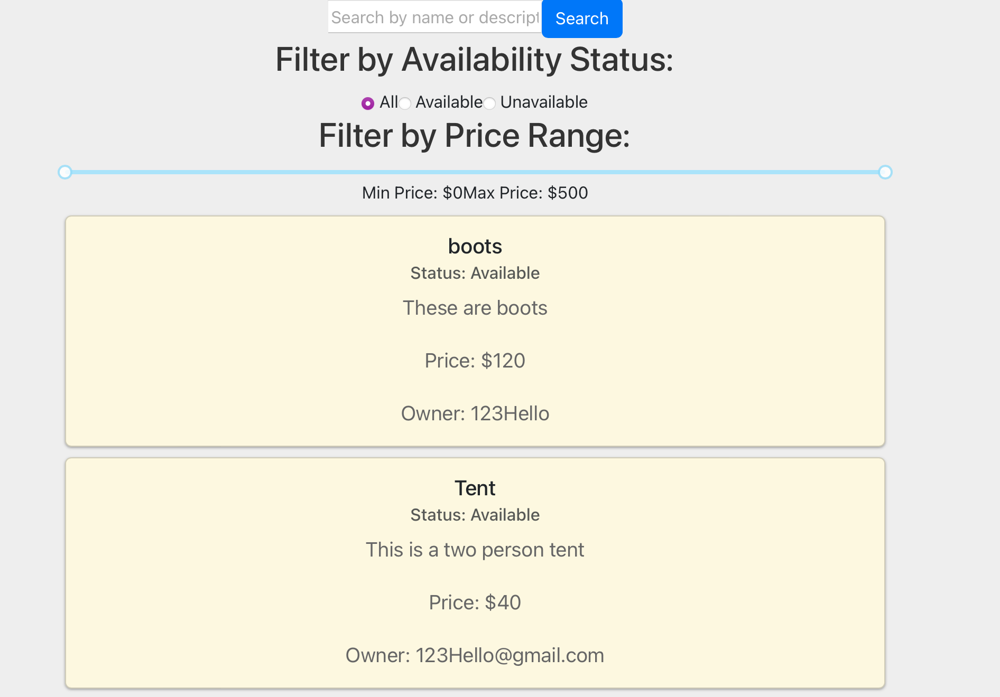 Search by name or descript Search
Filter by Availability Status:
All Available Unavailable
Filter by Price Range:
Min Price: $0Max Price: $500
boots
Status: Available
These are boots
Price: $120
Owner: 123Hello
Tent
Status: Available
This is a two person tent
Price: $40
Owner: 123Hello@gmail.com